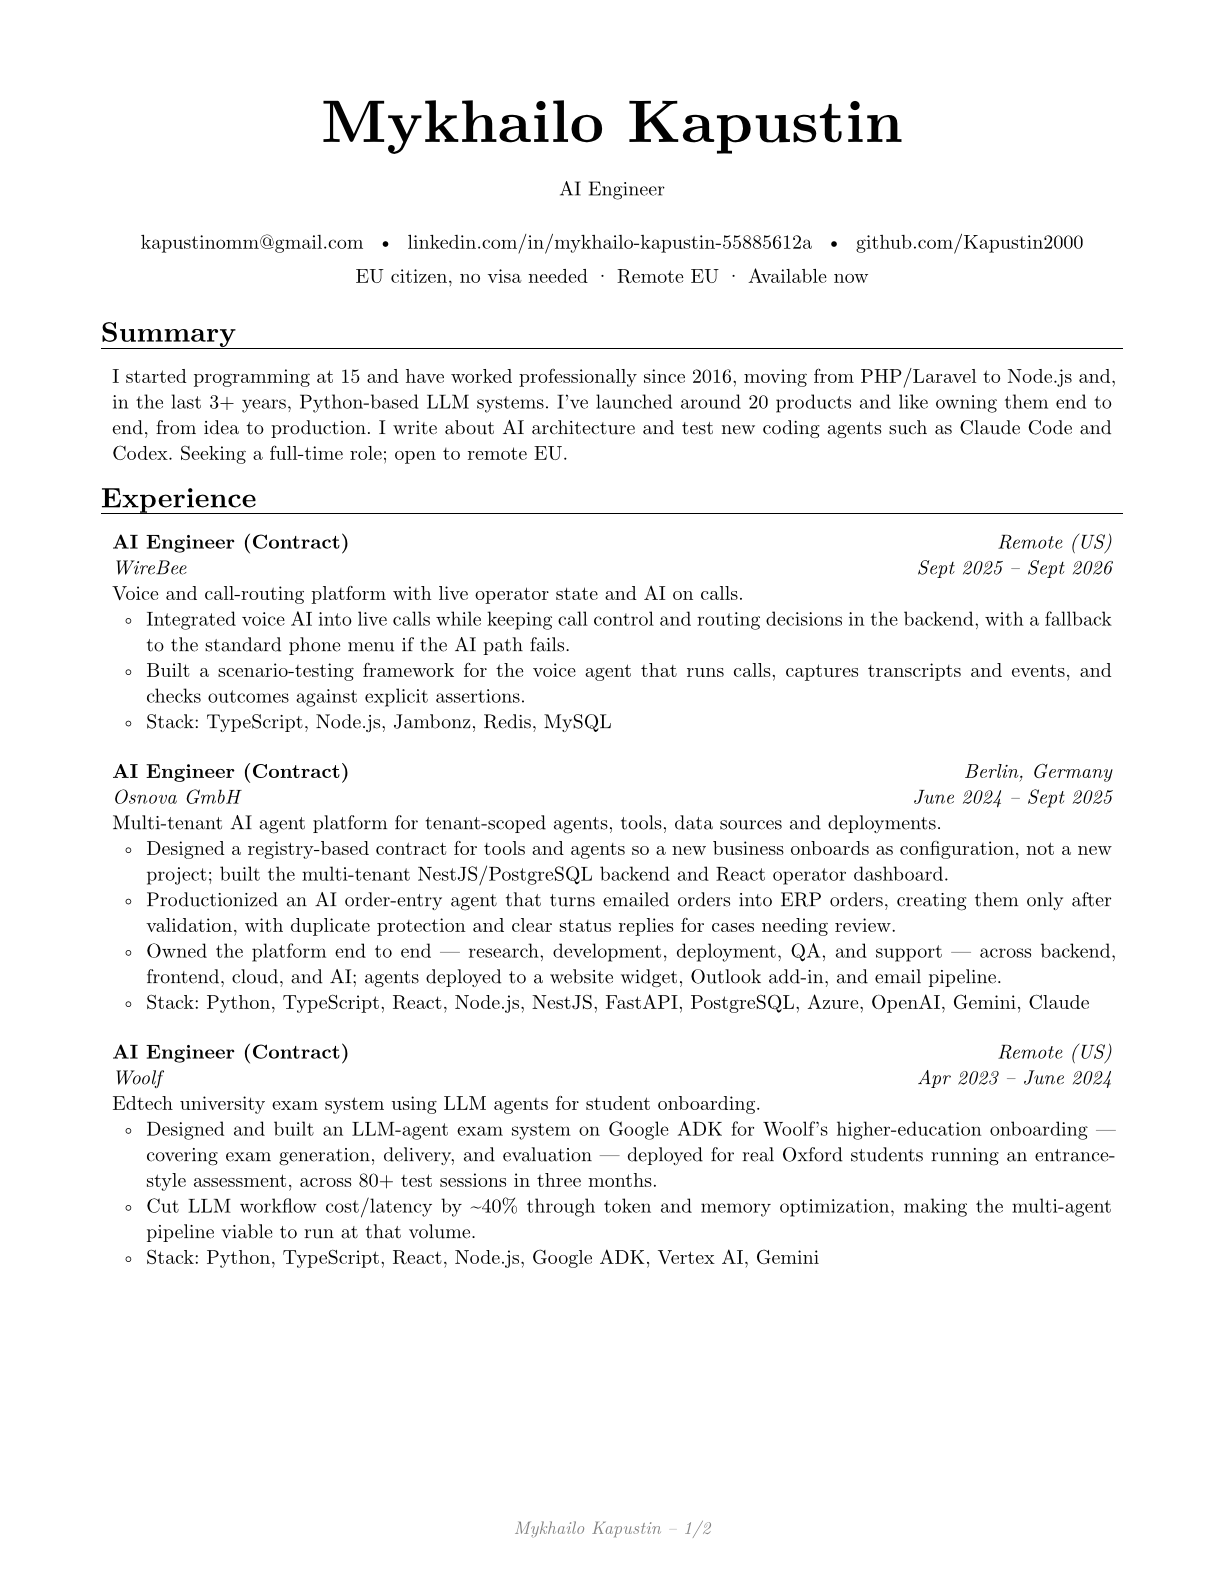 Mykhailo Kapustin
AI Engineer
kapustinomm@gmail.com • linkedin.com/in/mykhailo-kapustin-55885612a • github.com/Kapustin2000
EU citizen, no visa needed · Remote EU · Available now
Summary
I started programming at 15 and have worked professionally since 2016, moving from PHP/Laravel to Node.js and,
in the last 3+ years, Python-based LLM systems. I've launched around 20 products and like owning them end to
end, from idea to production. I write about AI architecture and test new coding agents such as Claude Code and
Codex. Seeking a full-time role; open to remote EU.
Experience
AI Engineer (Contract) Remote (US)
WireBee Sept 2025 – Sept 2026
Voice and call-routing platform with live operator state and AI on calls.
◦ Integrated voice AI into live calls while keeping call control and routing decisions in the backend, with a fallback
to the standard phone menu if the AI path fails.
◦ Built a scenario-testing framework for the voice agent that runs calls, captures transcripts and events, and
checks outcomes against explicit assertions.
◦ Stack: TypeScript, Node.js, Jambonz, Redis, MySQL
AI Engineer (Contract) Berlin, Germany
Osnova GmbH June 2024 – Sept 2025
Multi-tenant AI agent platform for tenant-scoped agents, tools, data sources and deployments.
◦ Designed a registry-based contract for tools and agents so a new business onboards as configuration, not a new
project; built the multi-tenant NestJS/PostgreSQL backend and React operator dashboard.
◦ Productionized an AI order-entry agent that turns emailed orders into ERP orders, creating them only after
validation, with duplicate protection and clear status replies for cases needing review.
◦ Owned the platform end to end — research, development, deployment, QA, and support — across backend,
frontend, cloud, and AI; agents deployed to a website widget, Outlook add-in, and email pipeline.
◦ Stack: Python, TypeScript, React, Node.js, NestJS, FastAPI, PostgreSQL, Azure, OpenAI, Gemini, Claude
AI Engineer (Contract) Remote (US)
Woolf Apr 2023 – June 2024
Edtech university exam system using LLM agents for student onboarding.
◦ Designed and built an LLM-agent exam system on Google ADK for Woolf's higher-education onboarding —
covering exam generation, delivery, and evaluation — deployed for real Oxford students running an entrance-
style assessment, across 80+ test sessions in three months.
◦ Cut LLM workflow cost/latency by ~40% through token and memory optimization, making the multi-agent
pipeline viable to run at that volume.
◦ Stack: Python, TypeScript, React, Node.js, Google ADK, Vertex AI, Gemini
Mykhailo Kapustin – 1/2